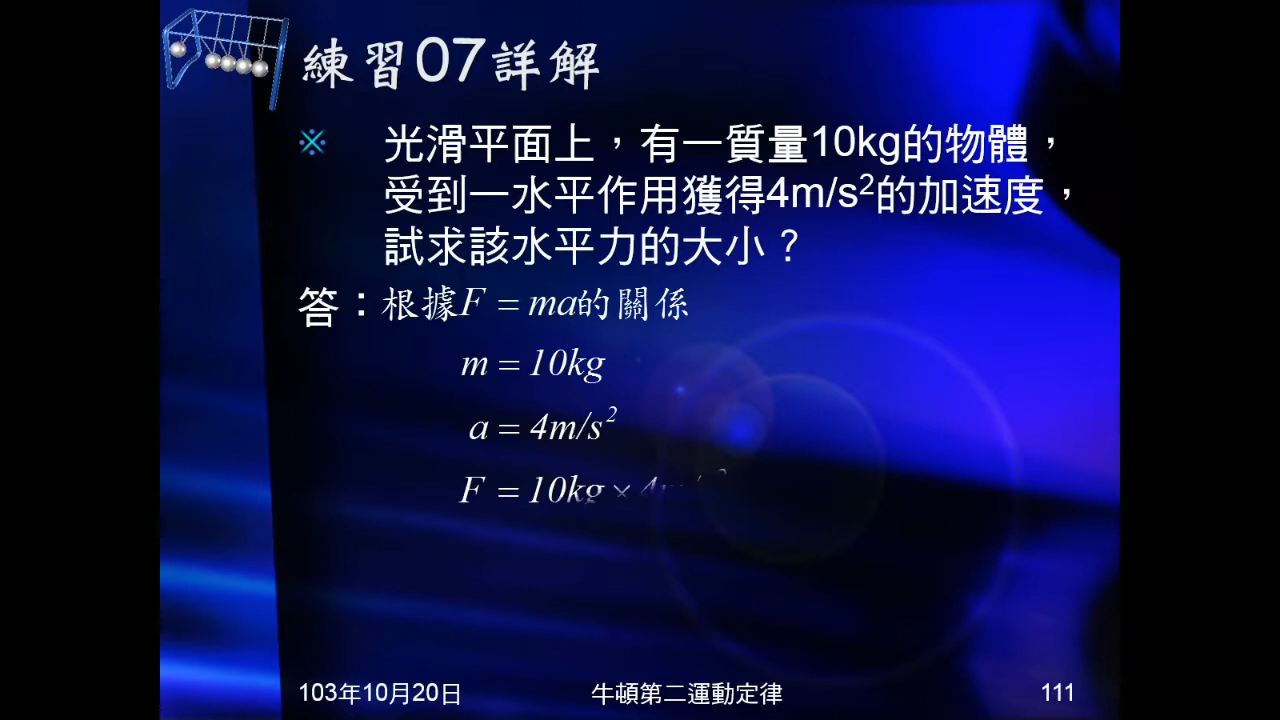 練習07詳解
※ 光滑平面上，有一質量10kg的物體，
受到一水平作用獲得4m/s²的加速度，
試求該水平力的大小？
答：根據F = ma的關係
m = 10kg
a = 4m/s²
F = 10kg × 4m/s²
103年10月20日 牛頓第二運動定律 111